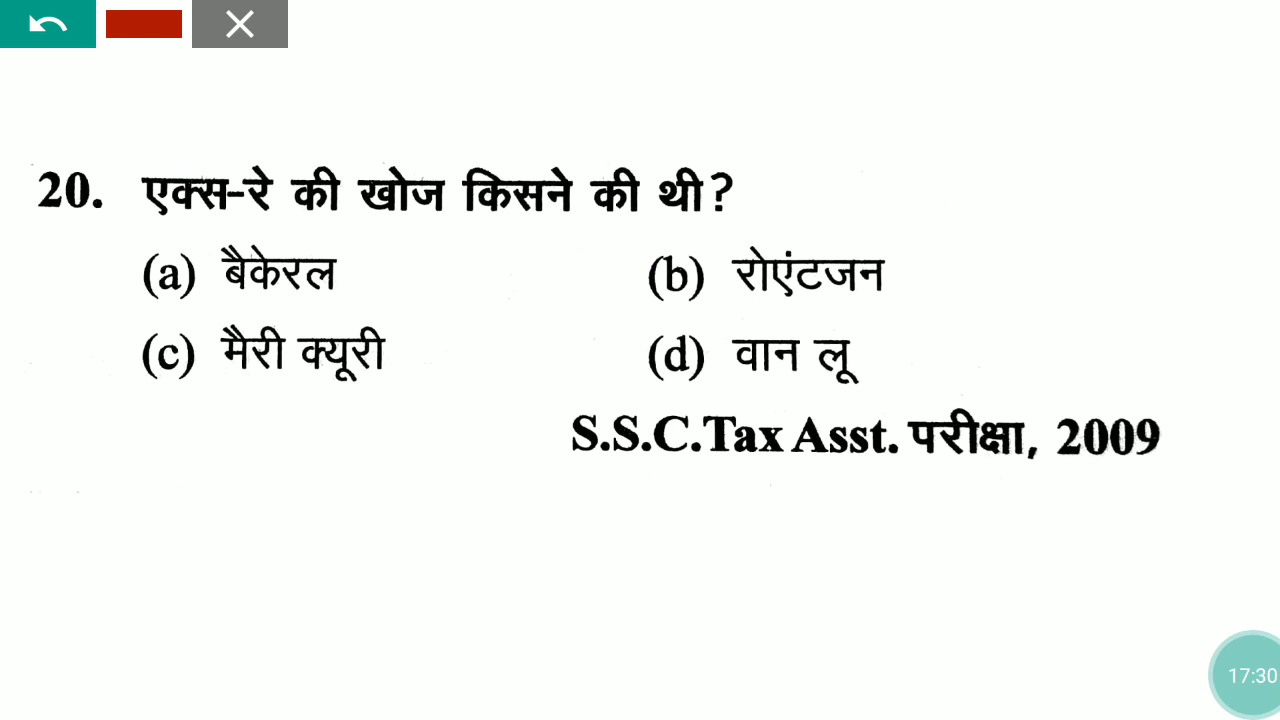 20. एक्स-रे की खोज किसने की थी?
(a) बैकेरल (b) रोएंटजन
(c) मैरी क्यूरी (d) वान लू
S.S.C.Tax Asst. परीक्षा, 2009
17:30